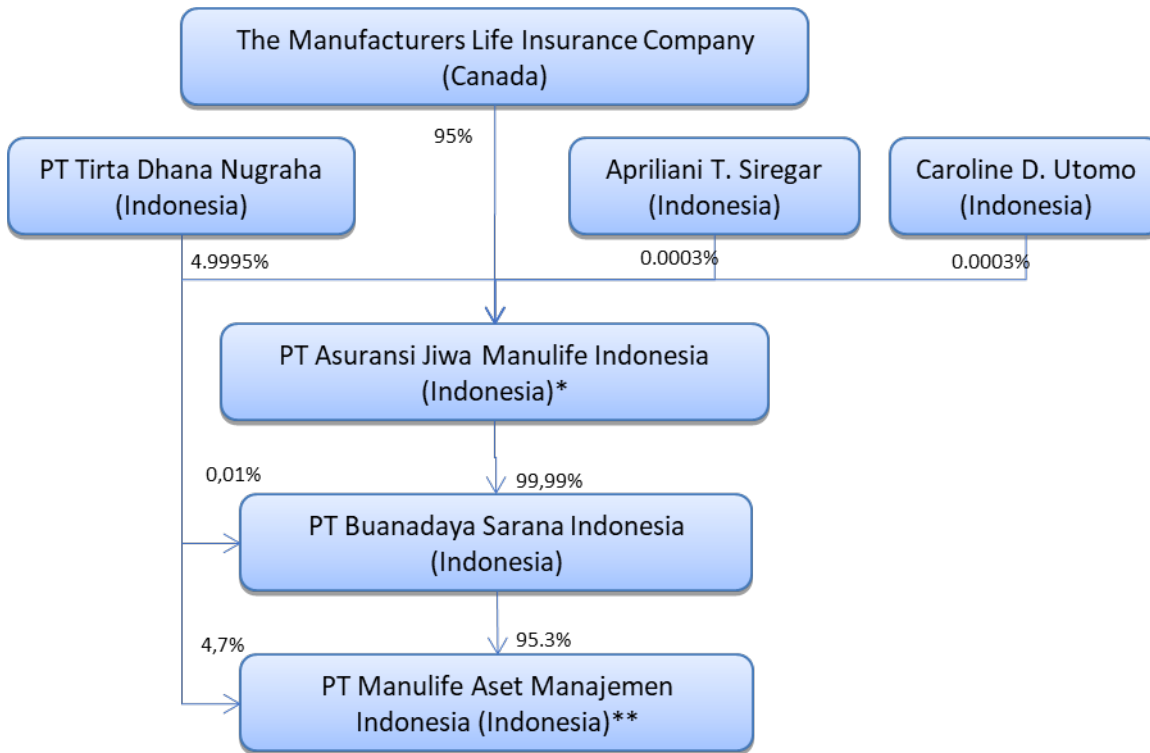 The Manufacturers Life Insurance Company
(Canada)
95%
PT Tirta Dhana Nugraha
(Indonesia)
Apriliani T. Siregar
(Indonesia)
Caroline D. Utomo
(Indonesia)
4.9995%
0.0003%
0.0003%
PT Asuransi Jiwa Manulife Indonesia
(Indonesia)*
0,01%
99,99%
PT Buanadaya Sarana Indonesia
(Indonesia)
4,7%
95.3%
PT Manulife Aset Manajemen
Indonesia (Indonesia)**